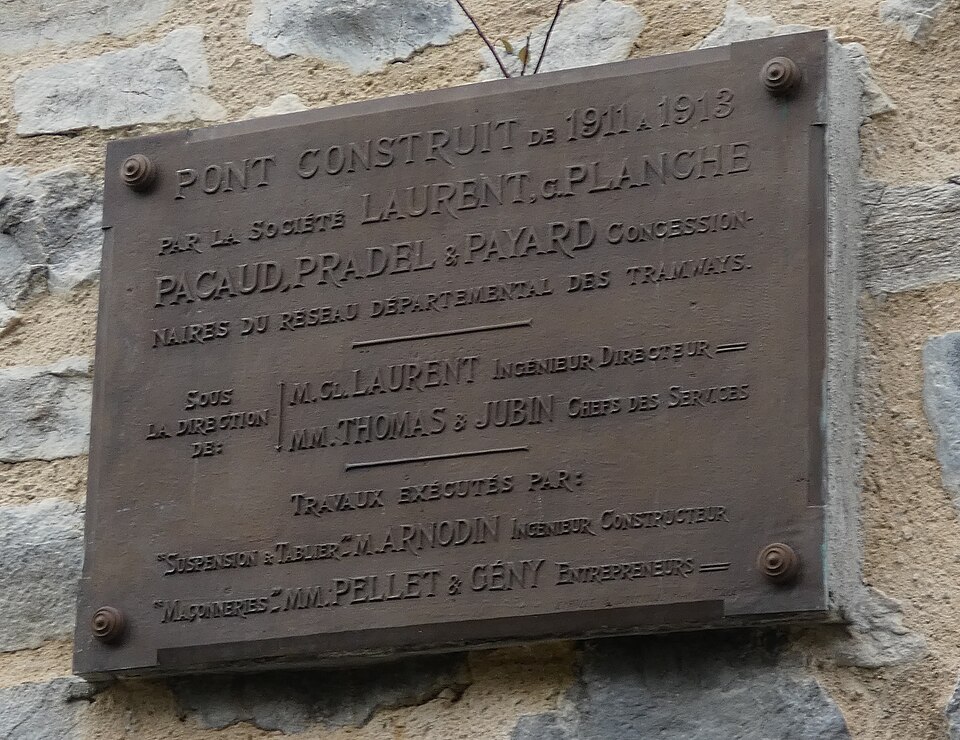 PONT CONSTRUIT DE 1911 A 1913
PAR LA SOCIÉTÉ LAURENT, G. PLANCHE
PACAUD, PRADEL & PAYARD CONCESSION-
NAIRES DU RÉSEAU DÉPARTEMENTAL DES TRAMWAYS.
SOUS
LA DIRECTION
DE:
M. CL. LAURENT INGÉNIEUR DIRECTEUR
MM. THOMAS & JUBIN CHEFS DES SERVICES
TRAVAUX EXÉCUTÉS PAR:
"SUSPENSION & TABLIER". M. ARNODIN INGÉNIEUR CONSTRUCTEUR
"MAÇONNERIES". MM. PELLET & GÉNY ENTREPRENEURS